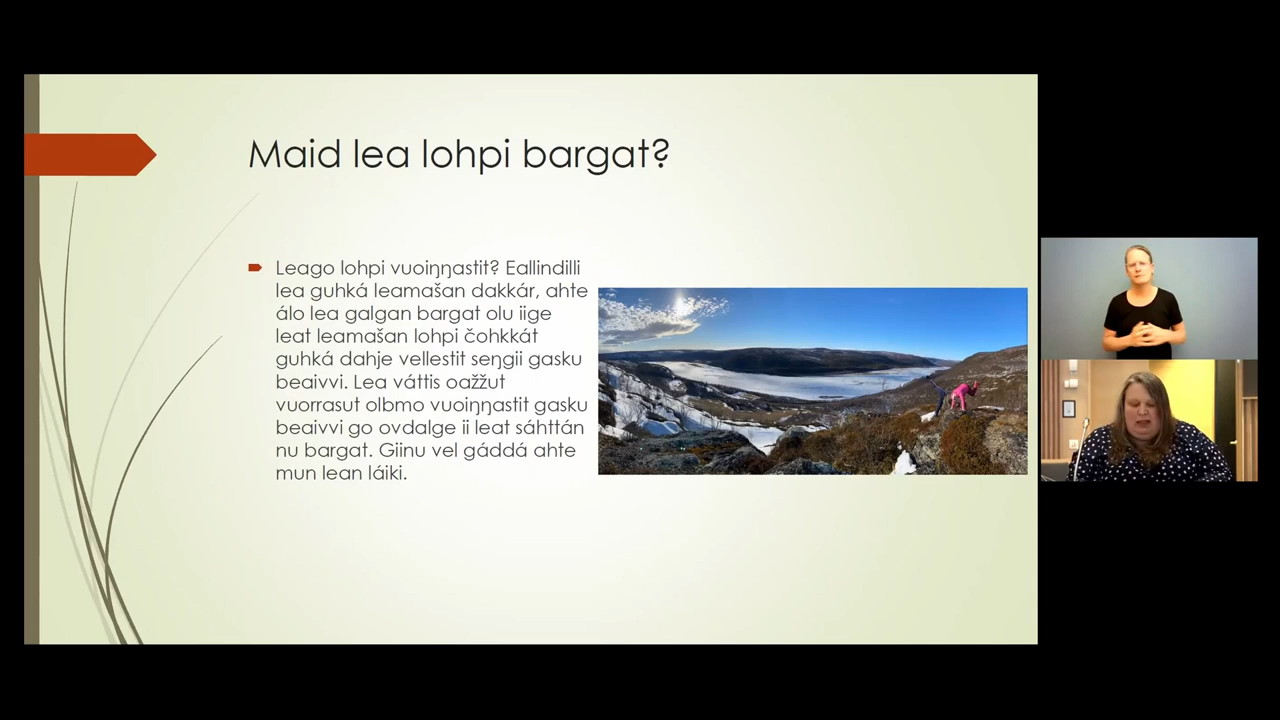 Maid lea lohpi bargat?
Leago lohpi vuoiŋŋastit? Eallindilli
lea guhká leamašan dakkár, ahte
álo lea galgan bargat olu iige
leat leamašan lohpi čohkkát
guhká dahje vellestit seŋgii gasku
beaivvi. Lea váttis oažžut
vuorrasut olbmo vuoiŋŋastit gasku
beaivvi go ovdalge ii leat sáhttán
nu bargat. Giinu vel gáddá ahte
mun lean láiki.